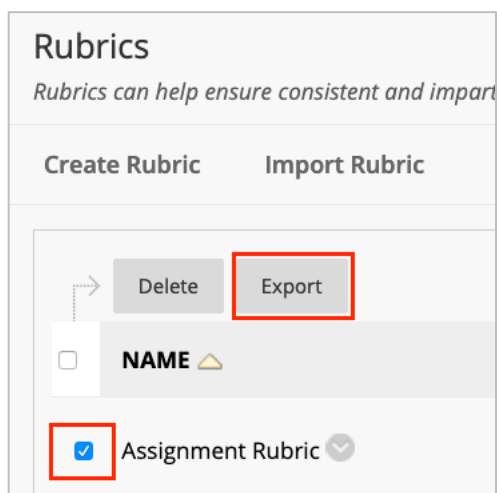 Rubrics
Rubrics can help ensure consistent and impart
Create Rubric Import Rubric
Delete Export
NAME
Assignment Rubric